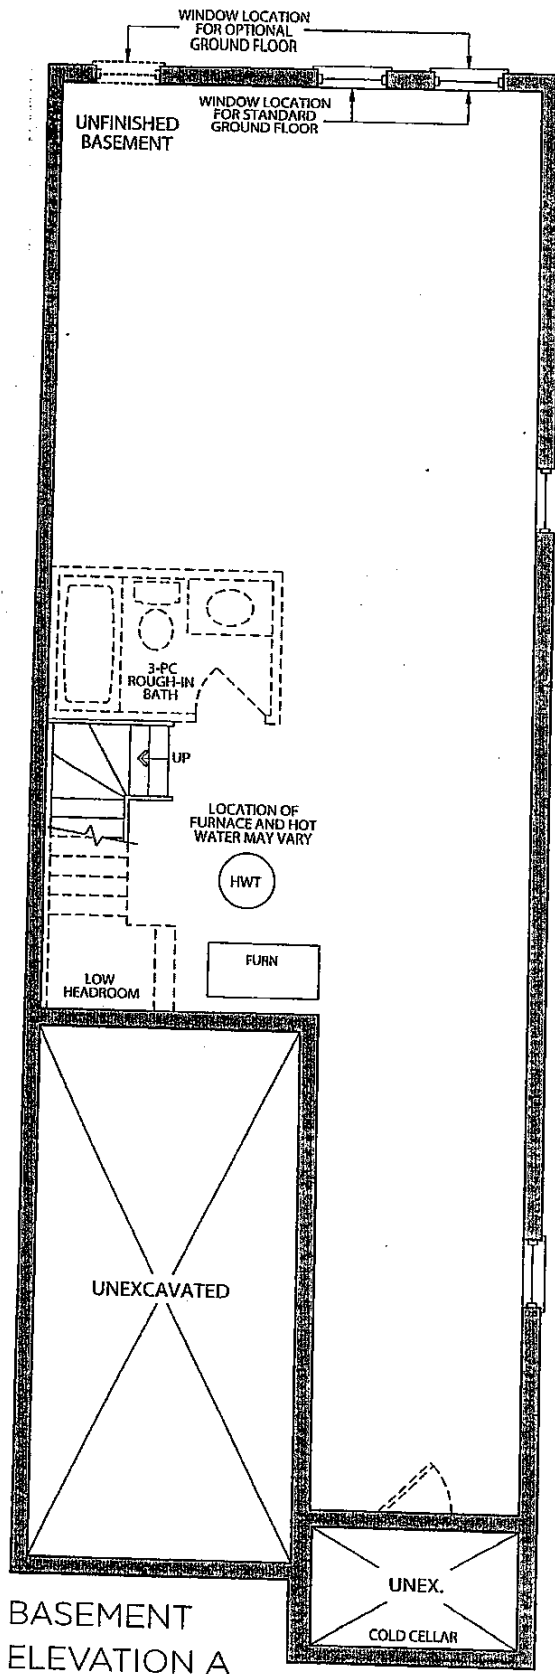 WINDOW LOCATION
FOR OPTIONAL
GROUND FLOOR
WINDOW LOCATION
FOR STANDARD
GROUND FLOOR
UNFINISHED
BASEMENT
3-PC
ROUGH-IN
BATH
UP
LOCATION OF
FURNACE AND HOT
WATER MAY VARY
HWT
FURN
LOW
HEADROOM
UNEXCAVATED
UNEX.
COLD CELLAR
BASEMENT
ELEVATION A